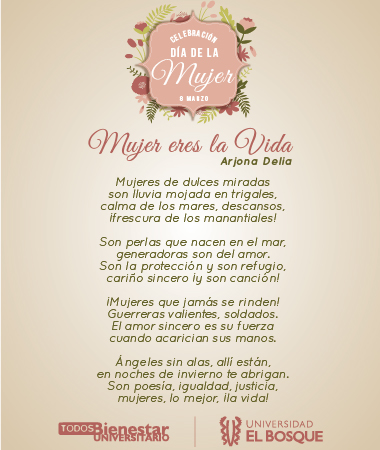 CELEBRACIÓN
DÍA DE LA
Mujer
8 MARZO
Mujer eres la Vida
Arjona Delia
Mujeres de dulces miradas
son lluvia mojada en trigales,
calma de los mares, descansos,
¡frescura de los manantiales!
Son perlas que nacen en el mar,
generadoras son del amor.
Son la protección y son refugio,
cariño sincero ¡y son canción!
¡Mujeres que jamás se rinden!
Guerreras valientes, soldados.
El amor sincero es su fuerza
cuando acarician sus manos.
Ángeles sin alas, allí están,
en noches de invierno te abrigan.
Son poesía, igualdad, justicia,
mujeres, lo mejor, ¡la vida!
TODOS Bienestar
UNIVERSITARIO
UNIVERSIDAD
EL BOSQUE